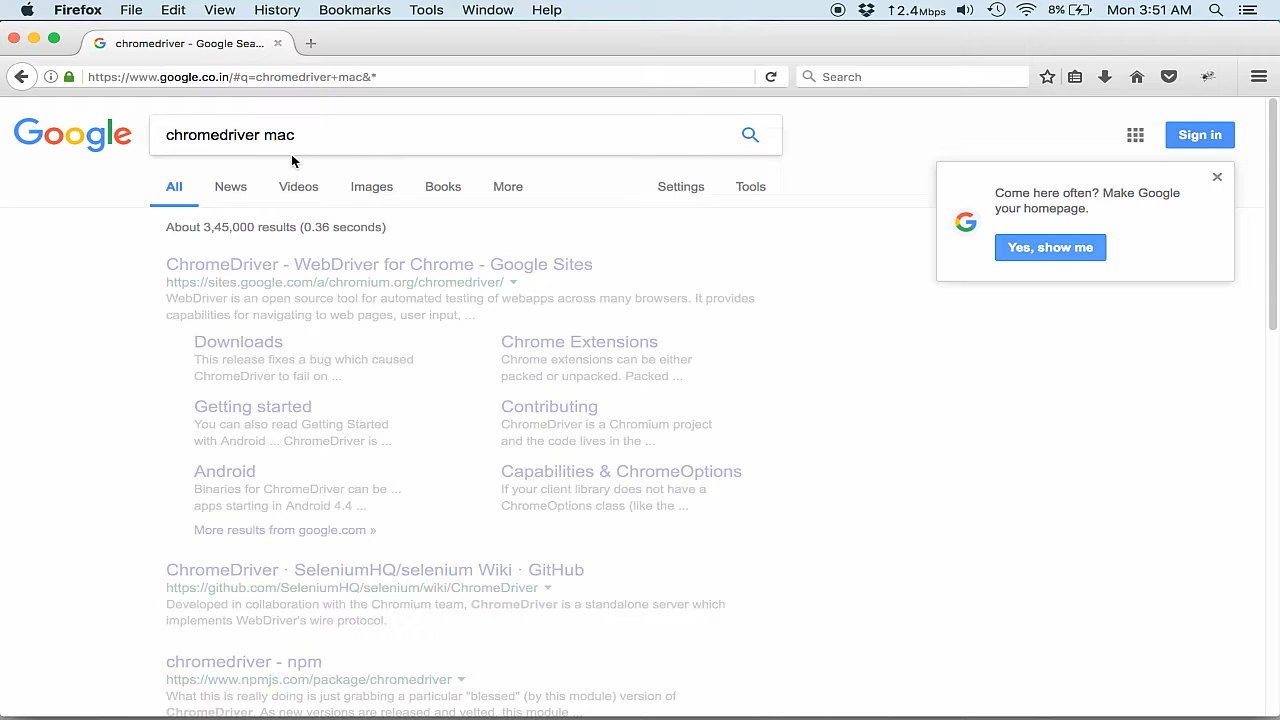 Firefox File Edit View History Bookmarks Tools Window Help 2.4Mbps 8% Mon 3:51 AM
chromedriver - Google Sea...
https://www.google.co.in/#q=chromedriver+mac&* Search
Google chromedriver mac Sign in
All News Videos Images Books More Settings Tools
Come here often? Make Google
your homepage.
Yes, show me
About 3,45,000 results (0.36 seconds)
ChromeDriver - WebDriver for Chrome - Google Sites
https://sites.google.com/a/chromium.org/chromedriver/
WebDriver is an open source tool for automated testing of webapps across many browsers. It provides
capabilities for navigating to web pages, user input, ...
Downloads
This release fixes a bug which caused
ChromeDriver to fail on ...
Chrome Extensions
Chrome extensions can be either
packed or unpacked. Packed ...
Getting started
You can also read Getting Started
with Android ... ChromeDriver is ...
Contributing
ChromeDriver is a Chromium project
and the code lives in the ...
Android
Binaries for ChromeDriver can be ...
apps starting in Android 4.4 ...
Capabilities & ChromeOptions
If your client library does not have a
ChromeOptions class (like the ...
More results from google.com »
ChromeDriver · SeleniumHQ/selenium Wiki · GitHub
https://github.com/SeleniumHQ/selenium/wiki/ChromeDriver
Developed in collaboration with the Chromium team, ChromeDriver is a standalone server which
implements WebDriver's wire protocol.
chromedriver - npm
https://www.npmjs.com/package/chromedriver
What this is really doing is just grabbing a particular "blessed" (by this module) version of
ChromeDriver. As new versions are released and vetted, this module ...